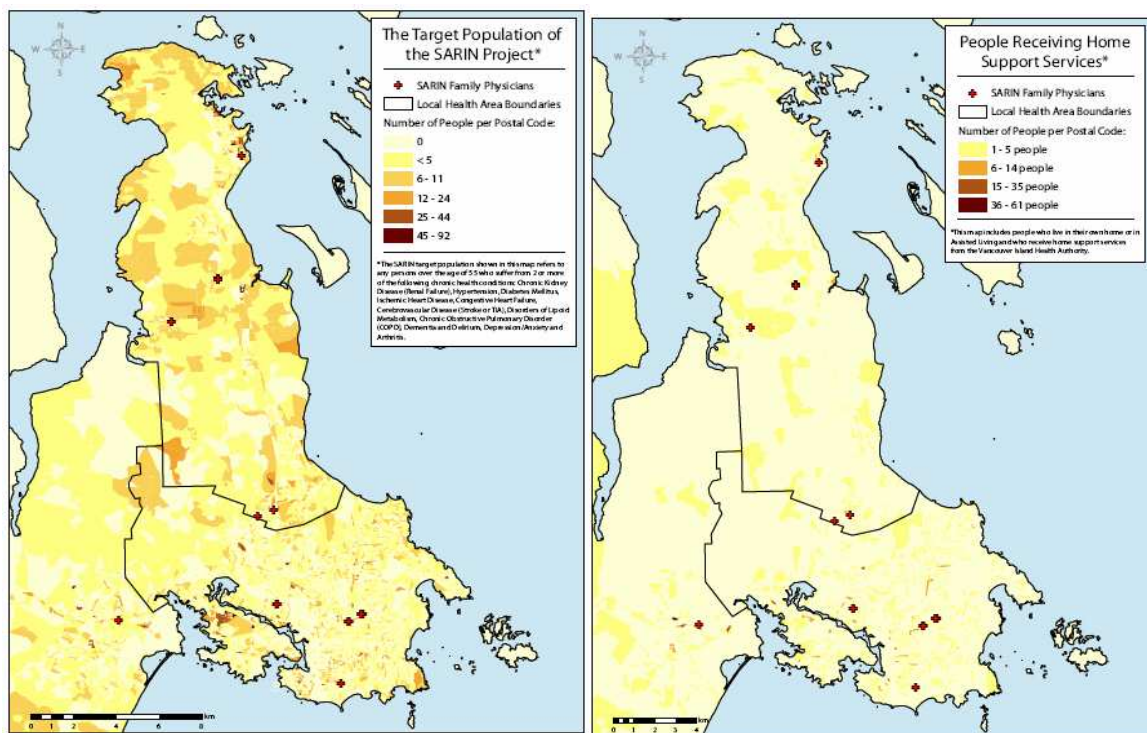 N
W E
S
The Target Population of
the SARIN Project*
SARIN Family Physicians
Local Health Area Boundaries
Number of People per Postal Code:
0
< 5
6 - 11
12 - 24
25 - 44
45 - 92
*The SARIN target population shown in this map refers to
any persons over the age of 55 who suffer from 2 or more
of the following chronic health conditions: Chronic Kidney
Disease (Renal Failure), Hypertension, Diabetes Mellitus,
Ischemic Heart Disease, Congestive Heart Failure,
Cerebrovascular Disease (Stroke or TIA), Disorders of Lipoid
Metabolism, Chronic Obstructive Pulmonary Disorder
(COPD), Dementia and Delirium, Depression/Anxiety and
Arthritis.
km
0 1 2 4 6 8
N
W E
S
People Receiving Home
Support Services*
SARIN Family Physicians
Local Health Area Boundaries
Number of People per Postal Code:
1 - 5 people
6 - 14 people
15 - 35 people
36 - 61 people
*This map includes people who live in their own home or in
Assisted Living and who receive home support services
from the Vancouver Island Health Authority.
km
0 0.5 1 2 3 4